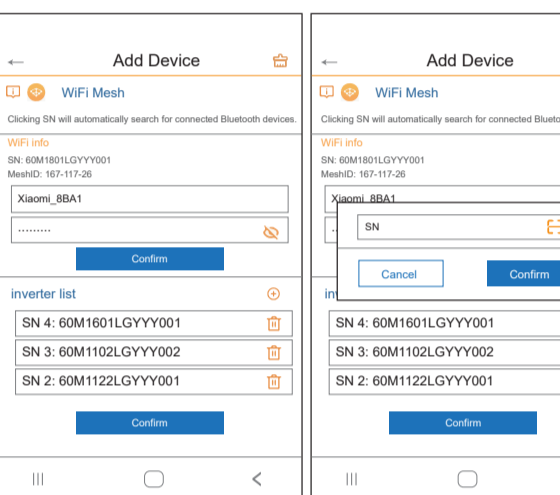 Add Device
WiFi Mesh
Clicking SN will automatically search for connected Bluetooth devices.
WiFi info
SN: 60M1801LGYYY001
MeshID: 167-117-26
Xiaomi_8BA1
.........
Confirm
inverter list
SN 4: 60M1601LGYYY001
SN 3: 60M1102LGYYY002
SN 2: 60M1122LGYYY001
Confirm
Add Device
WiFi Mesh
Clicking SN will automatically search for connected Blueto
WiFi info
SN: 60M1801LGYYY001
MeshID: 167-117-26
Xiaomi_8BA1
SN
Cancel
Confirm
in
SN 4: 60M1601LGYYY001
SN 3: 60M1102LGYYY002
SN 2: 60M1122LGYYY001
Confirm